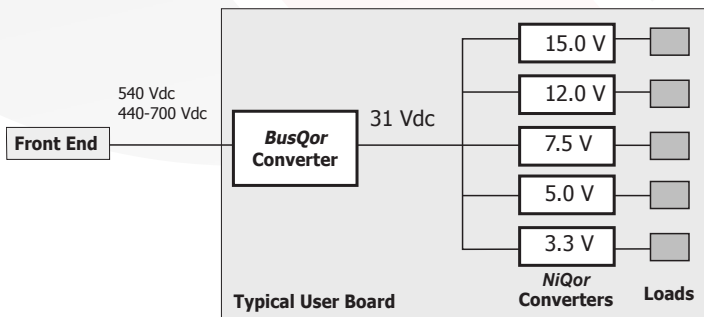 540 Vdc
440-700 Vdc
Front End
BusQor
Converter
31 Vdc
15.0 V
12.0 V
7.5 V
5.0 V
3.3 V
NiQor
Converters
Loads
Typical User Board